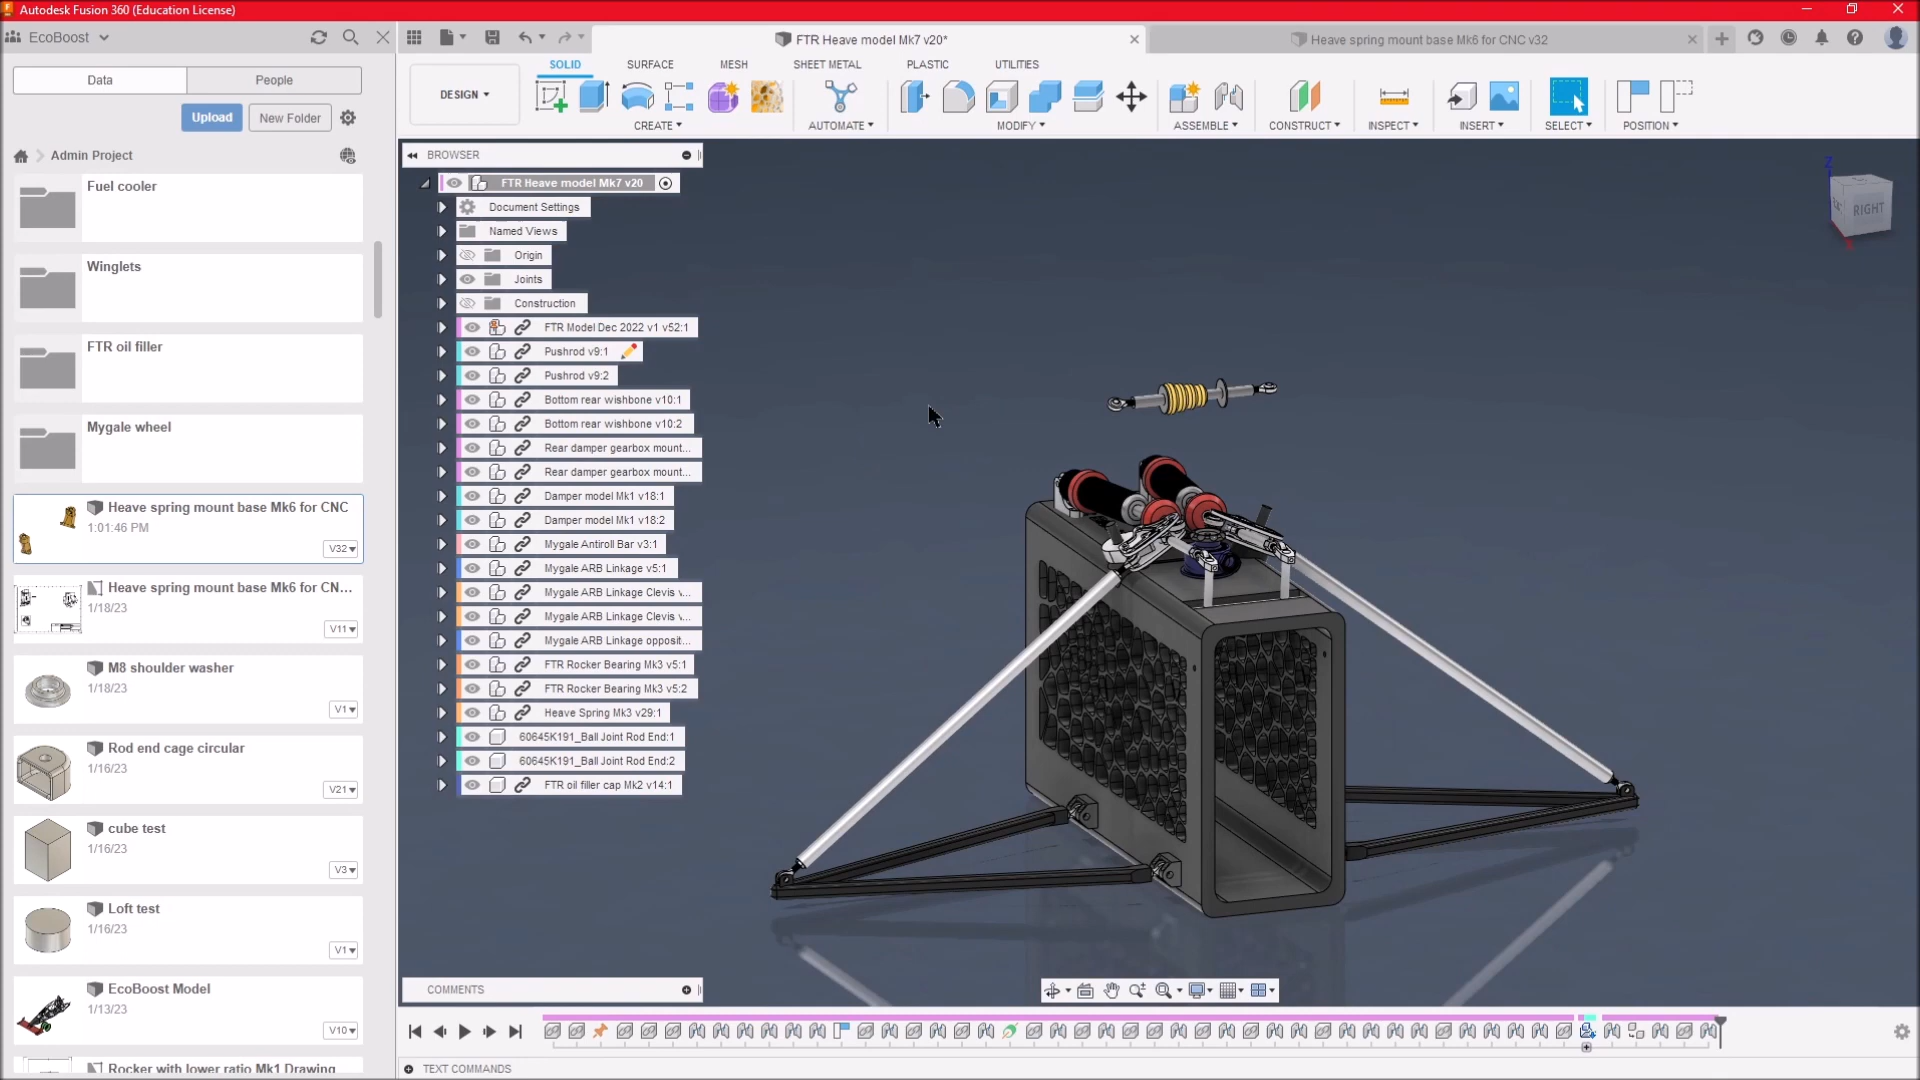 Autodesk Fusion 360 (Education License)
EcoBoost
FTR Heave model Mk7 v20*
Heave spring mount base Mk6 for CNC v32
Data
People
Upload
New Folder
Admin Project
Fuel cooler
Winglets
FTR oil filler
Mygale wheel
Heave spring mount base Mk6 for CNC
1:01:46 PM
V32
Heave spring mount base Mk6 for CN...
1/18/23
V11
M8 shoulder washer
1/18/23
V1
Rod end cage circular
1/16/23
V21
cube test
1/16/23
V3
Loft test
1/16/23
V1
EcoBoost Model
1/13/23
V10
Rocker with lower ratio Mk1 Drawing
DESIGN
SOLID
SURFACE
MESH
SHEET METAL
PLASTIC
UTILITIES
CREATE
AUTOMATE
MODIFY
ASSEMBLE
CONSTRUCT
INSPECT
INSERT
SELECT
POSITION
BROWSER
FTR Heave model Mk7 v20
Document Settings
Named Views
Origin
Joints
Construction
FTR Model Dec 2022 v1 v52:1
Pushrod v9:1
Pushrod v9:2
Bottom rear wishbone v10:1
Bottom rear wishbone v10:2
Rear damper gearbox mount...
Rear damper gearbox mount...
Damper model Mk1 v18:1
Damper model Mk1 v18:2
Mygale Antiroll Bar v3:1
Mygale ARB Linkage v5:1
Mygale ARB Linkage Clevis v...
Mygale ARB Linkage Clevis v...
Mygale ARB Linkage opposit...
FTR Rocker Bearing Mk3 v5:1
FTR Rocker Bearing Mk3 v5:2
Heave Spring Mk3 v29:1
60645K191_Ball Joint Rod End:1
60645K191_Ball Joint Rod End:2
FTR oil filler cap Mk2 v14:1
Z
RIGHT
COMMENTS
TEXT COMMANDS